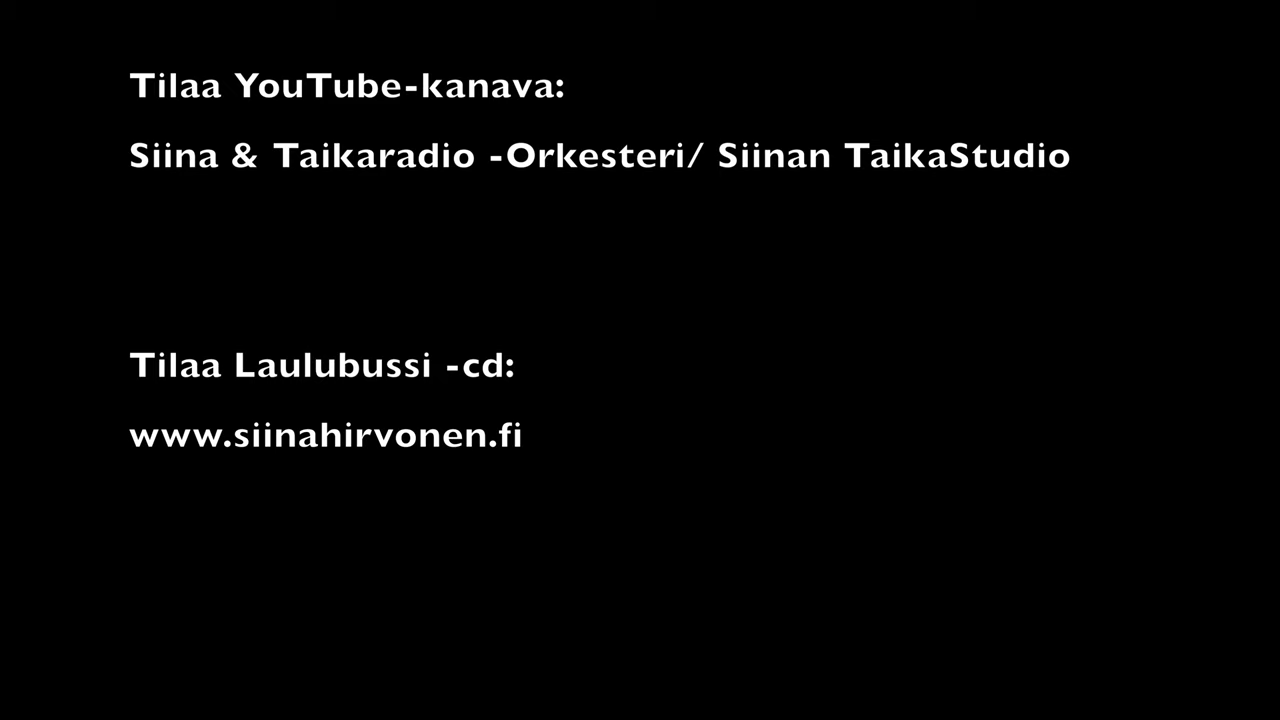 Tilaa YouTube-kanava:
Siina & Taikaradio -Orkesteri/ Siinan TaikaStudio
Tilaa Laulubussi -cd:
www.siinahirvonen.fi